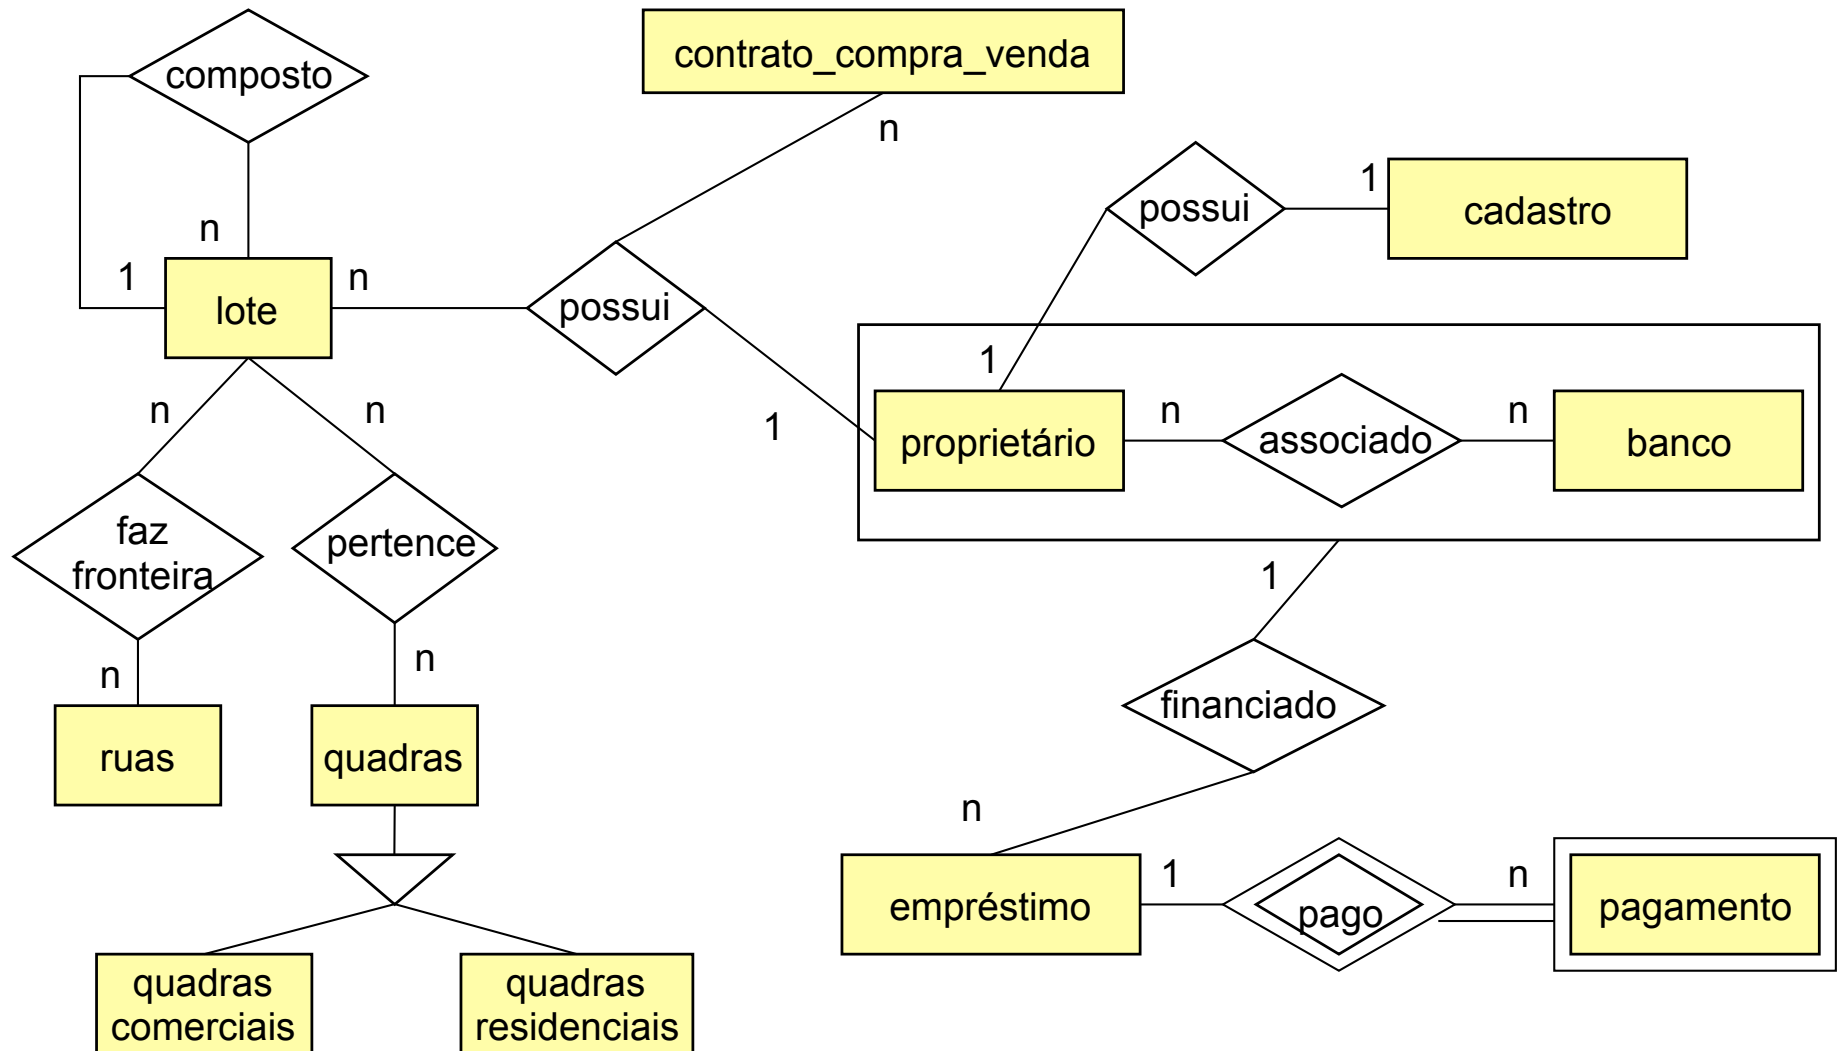 composto
contrato_compra_venda
n
possui
1
cadastro
n
1
n
lote
possui
1
n
n
1
proprietário
n
associado
n
banco
faz
fronteira
pertence
1
n
n
financiado
ruas
quadras
n
empréstimo
1
pago
n
pagamento
quadras
comerciais
quadras
residenciais